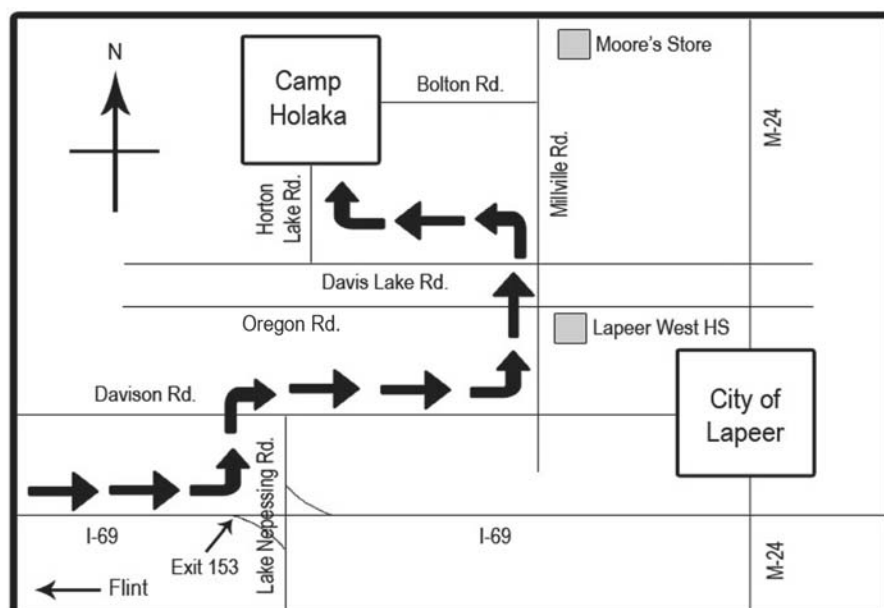 N
Camp
Holaka
Bolton Rd.
Moore's Store
M-24
Millville Rd.
Horton
Lake Rd.
Davis Lake Rd.
Oregon Rd.
Lapeer West HS
Davison Rd.
City of
Lapeer
Lake Nepessing Rd.
I-69
I-69
Exit 153
M-24
Flint